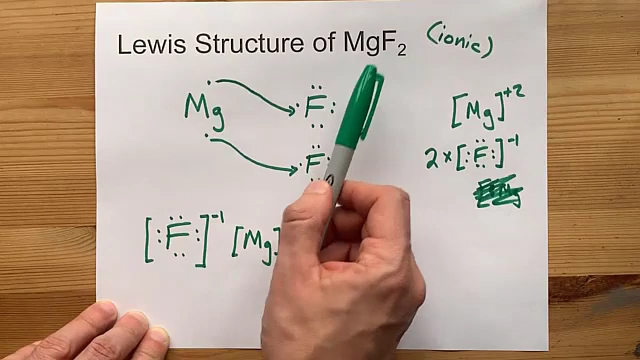 Lewis Structure of MgF₂ (ionic)
Mg :F:
:F:
[Mg]⁺²
2×[:F:]⁻¹
[:F:]⁻¹ [Mg]